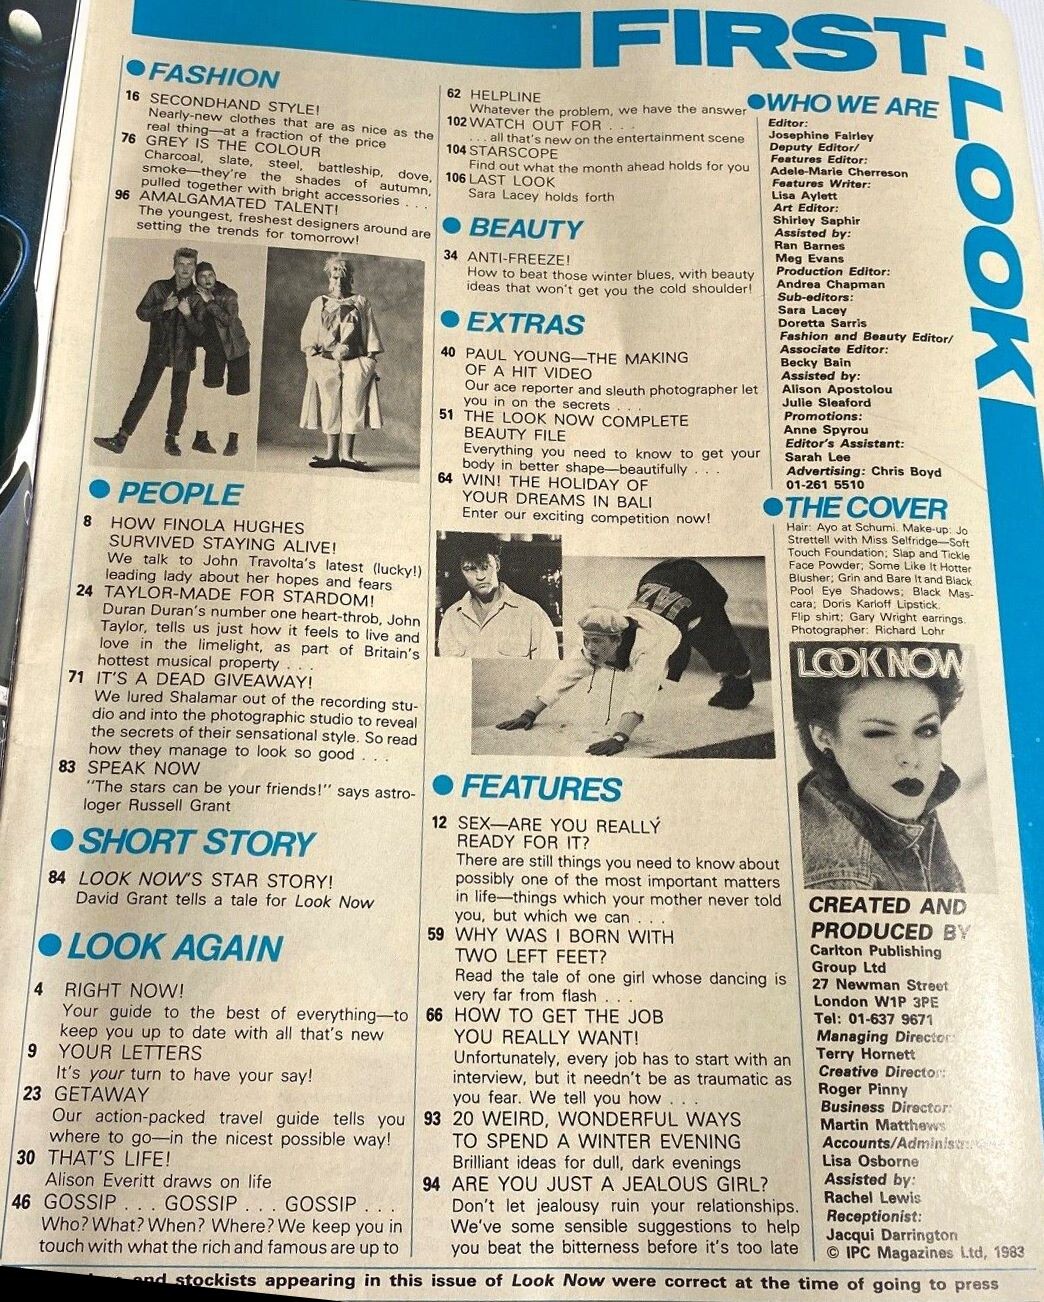 FIRST LOOK
FASHION
16 SECONDHAND STYLE!
Nearly-new clothes that are as nice as the
real thing—at a fraction of the price
76 GREY IS THE COLOUR
Charcoal, slate, steel, battleship, dove,
smoke—they're the shades of autumn,
pulled together with bright accessories . . .
96 AMALGAMATED TALENT!
The youngest, freshest designers around are
setting the trends for tomorrow!
PEOPLE
8 HOW FINOLA HUGHES
SURVIVED STAYING ALIVE!
We talk to John Travolta's latest (lucky!)
leading lady about her hopes and fears
24 TAYLOR-MADE FOR STARDOM!
Duran Duran's number one heart-throb, John
Taylor, tells us just how it feels to live and
love in the limelight, as part of Britain's
hottest musical property . . .
71 IT'S A DEAD GIVEAWAY!
We lured Shalamar out of the recording stu-
dio and into the photographic studio to reveal
the secrets of their sensational style. So read
how they manage to look so good . . .
83 SPEAK NOW
"The stars can be your friends!" says astro-
loger Russell Grant
SHORT STORY
84 LOOK NOW'S STAR STORY!
David Grant tells a tale for Look Now
LOOK AGAIN
4 RIGHT NOW!
Your guide to the best of everything—to
keep you up to date with all that's new
9 YOUR LETTERS
It's your turn to have your say!
23 GETAWAY
Our action-packed travel guide tells you
where to go—in the nicest possible way!
30 THAT'S LIFE!
Alison Everitt draws on life
46 GOSSIP . . . GOSSIP . . . GOSSIP . . .
Who? What? When? Where? We keep you in
touch with what the rich and famous are up to
62 HELPLINE
Whatever the problem, we have the answer
102 WATCH OUT FOR . . .
. . . all that's new on the entertainment scene
104 STARSCOPE
Find out what the month ahead holds for you
106 LAST LOOK
Sara Lacey holds forth
BEAUTY
34 ANTI-FREEZE!
How to beat those winter blues, with beauty
ideas that won't get you the cold shoulder!
EXTRAS
40 PAUL YOUNG—THE MAKING
OF A HIT VIDEO
Our ace reporter and sleuth photographer let
you in on the secrets . . .
51 THE LOOK NOW COMPLETE
BEAUTY FILE
Everything you need to know to get your
body in better shape—beautifully . . .
64 WIN! THE HOLIDAY OF
YOUR DREAMS IN BALI
Enter our exciting competition now!
FEATURES
12 SEX—ARE YOU REALLY
READY FOR IT?
There are still things you need to know about
possibly one of the most important matters
in life—things which your mother never told
you, but which we can . . .
59 WHY WAS I BORN WITH
TWO LEFT FEET?
Read the tale of one girl whose dancing is
very far from flash . . .
66 HOW TO GET THE JOB
YOU REALLY WANT!
Unfortunately, every job has to start with an
interview, but it needn't be as traumatic as
you fear. We tell you how . . .
93 20 WEIRD, WONDERFUL WAYS
TO SPEND A WINTER EVENING
Brilliant ideas for dull, dark evenings
94 ARE YOU JUST A JEALOUS GIRL?
Don't let jealousy ruin your relationships.
We've some sensible suggestions to help
you beat the bitterness before it's too late
WHO WE ARE
Editor:
Josephine Fairley
Deputy Editor/
Features Editor:
Adele-Marie Cherreson
Features Writer:
Lisa Aylett
Art Editor:
Shirley Saphir
Assisted by:
Ran Barnes
Meg Evans
Production Editor:
Andrea Chapman
Sub-editors:
Sara Lacey
Doretta Sarris
Fashion and Beauty Editor/
Associate Editor:
Becky Bain
Assisted by:
Alison Apostolou
Julie Sleaford
Promotions:
Anne Spyrou
Editor's Assistant:
Sarah Lee
Advertising: Chris Boyd
01-261 5510
THE COVER
Hair: Ayo at Schumi. Make-up: Jo
Strettell with Miss Selfridge—Soft
Touch Foundation; Slap and Tickle
Face Powder; Some Like It Hotter
Blusher; Grin and Bare It and Black
Pool Eye Shadows; Black Mas-
cara; Doris Karloff Lipstick.
Flip shirt; Gary Wright earrings.
Photographer: Richard Lohr
LOOK NOW
CREATED AND
PRODUCED BY
Carlton Publishing
Group Ltd
27 Newman Street
London W1P 3PE
Tel: 01-637 9671
Managing Director:
Terry Hornett
Creative Director:
Roger Pinny
Business Director:
Martin Matthews
Lisa Osborne
Assisted by:
Rachel Lewis
Receptionist:
Jacqui Darrington
© IPC Magazines Ltd, 1983
and stockists appearing in this issue of Look Now were correct at the time of going to press